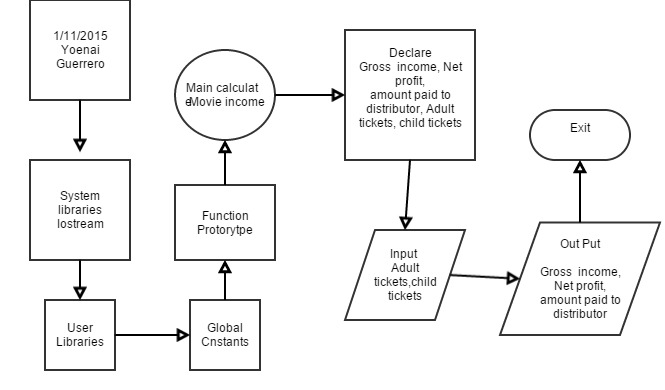 1/11/2015
Yoenai
Guerrero
System
libraries
Iostream
User
Libraries
Global
Cnstants
Function
Protorytpe
Main calculat
eMovie income
Declare
Gross income, Net
profit,
amount paid to
distributor, Adult
tickets, child tickets
Input
Adult
tickets,child
tickets
Out Put
Gross income,
Net profit,
amount paid to
distributor
Exit